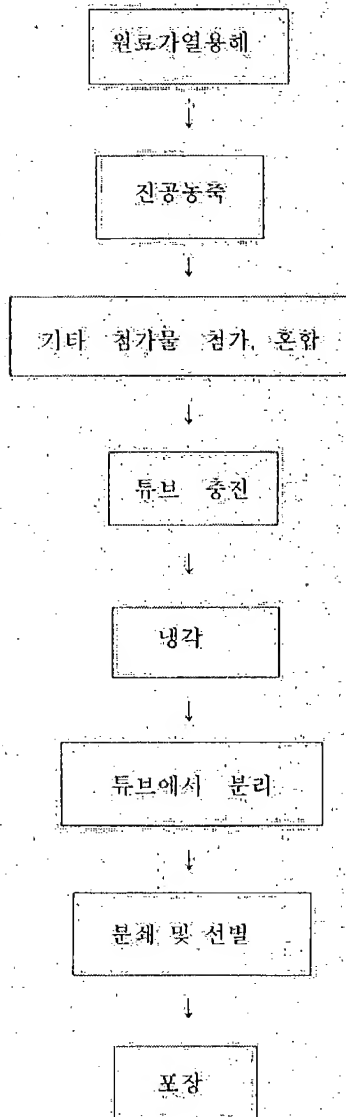 원료가열용해
↓
진공농축
↓
기타 첨가물 첨가, 혼합
↓
튜브 충진
↓
냉각
↓
튜브에서 분리
↓
분쇄 및 선별
↓
포장